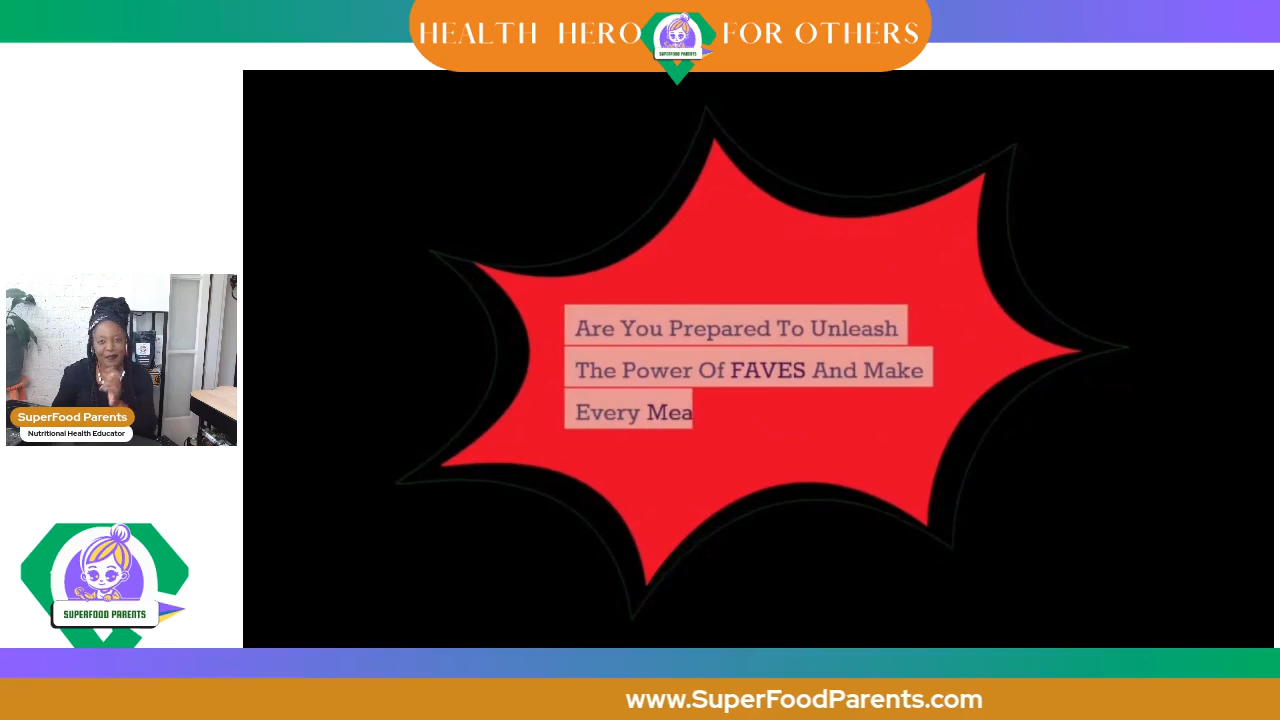 HEALTH HERO FOR OTHERS
SUPERFOOD PARENTS
Are You Prepared To Unleash
The Power Of FAVES And Make
Every Mea
SuperFood Parents
Nutritional Health Educator
SUPERFOOD PARENTS
www.SuperFoodParents.com